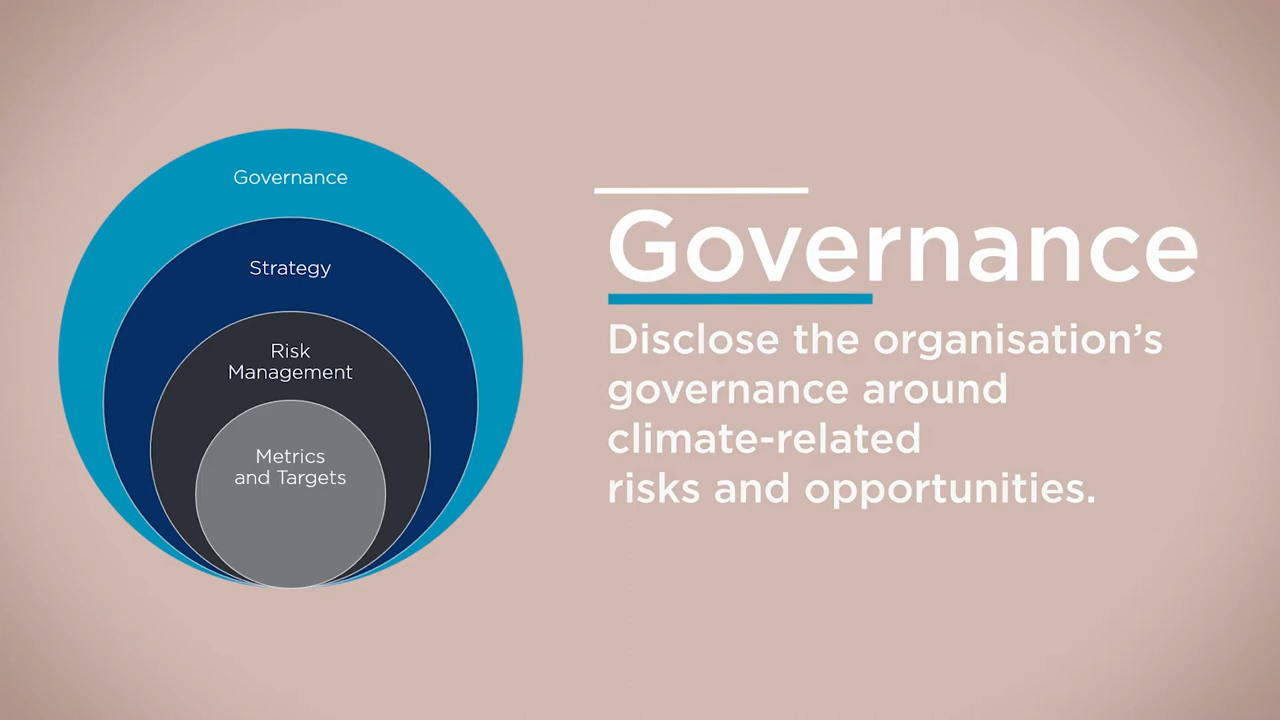 Governance
Strategy
Risk
Management
Metrics
and Targets
Governance
Disclose the organisation’s
governance around
climate-related
risks and opportunities.